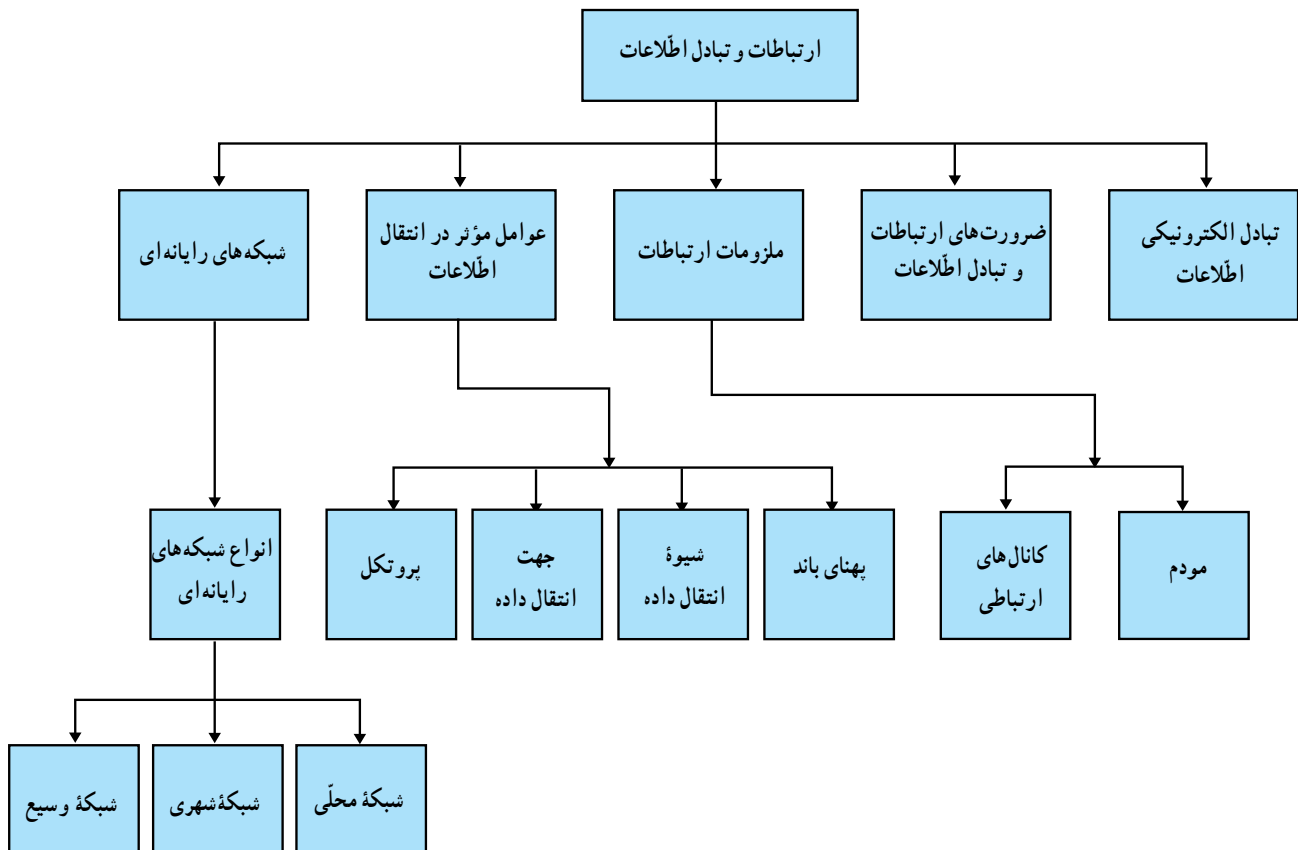 ارتباطات و تبادل اطّلاعات
تبادل الکترونیکی
اطّلاعات
ضرورت‌های ارتباطات
و تبادل اطّلاعات
ملزومات ارتباطات
عوامل مؤثر در انتقال
اطّلاعات
شبکه‌های رایانه‌ای
مودم
کانال‌های
ارتباطی
پهنای باند
شیوهٔ
انتقال داده
جهت
انتقال داده
پروتکل
انواع شبکه‌های
رایانه‌ای
شبکهٔ محلّی
شبکهٔ شهری
شبکهٔ وسیع